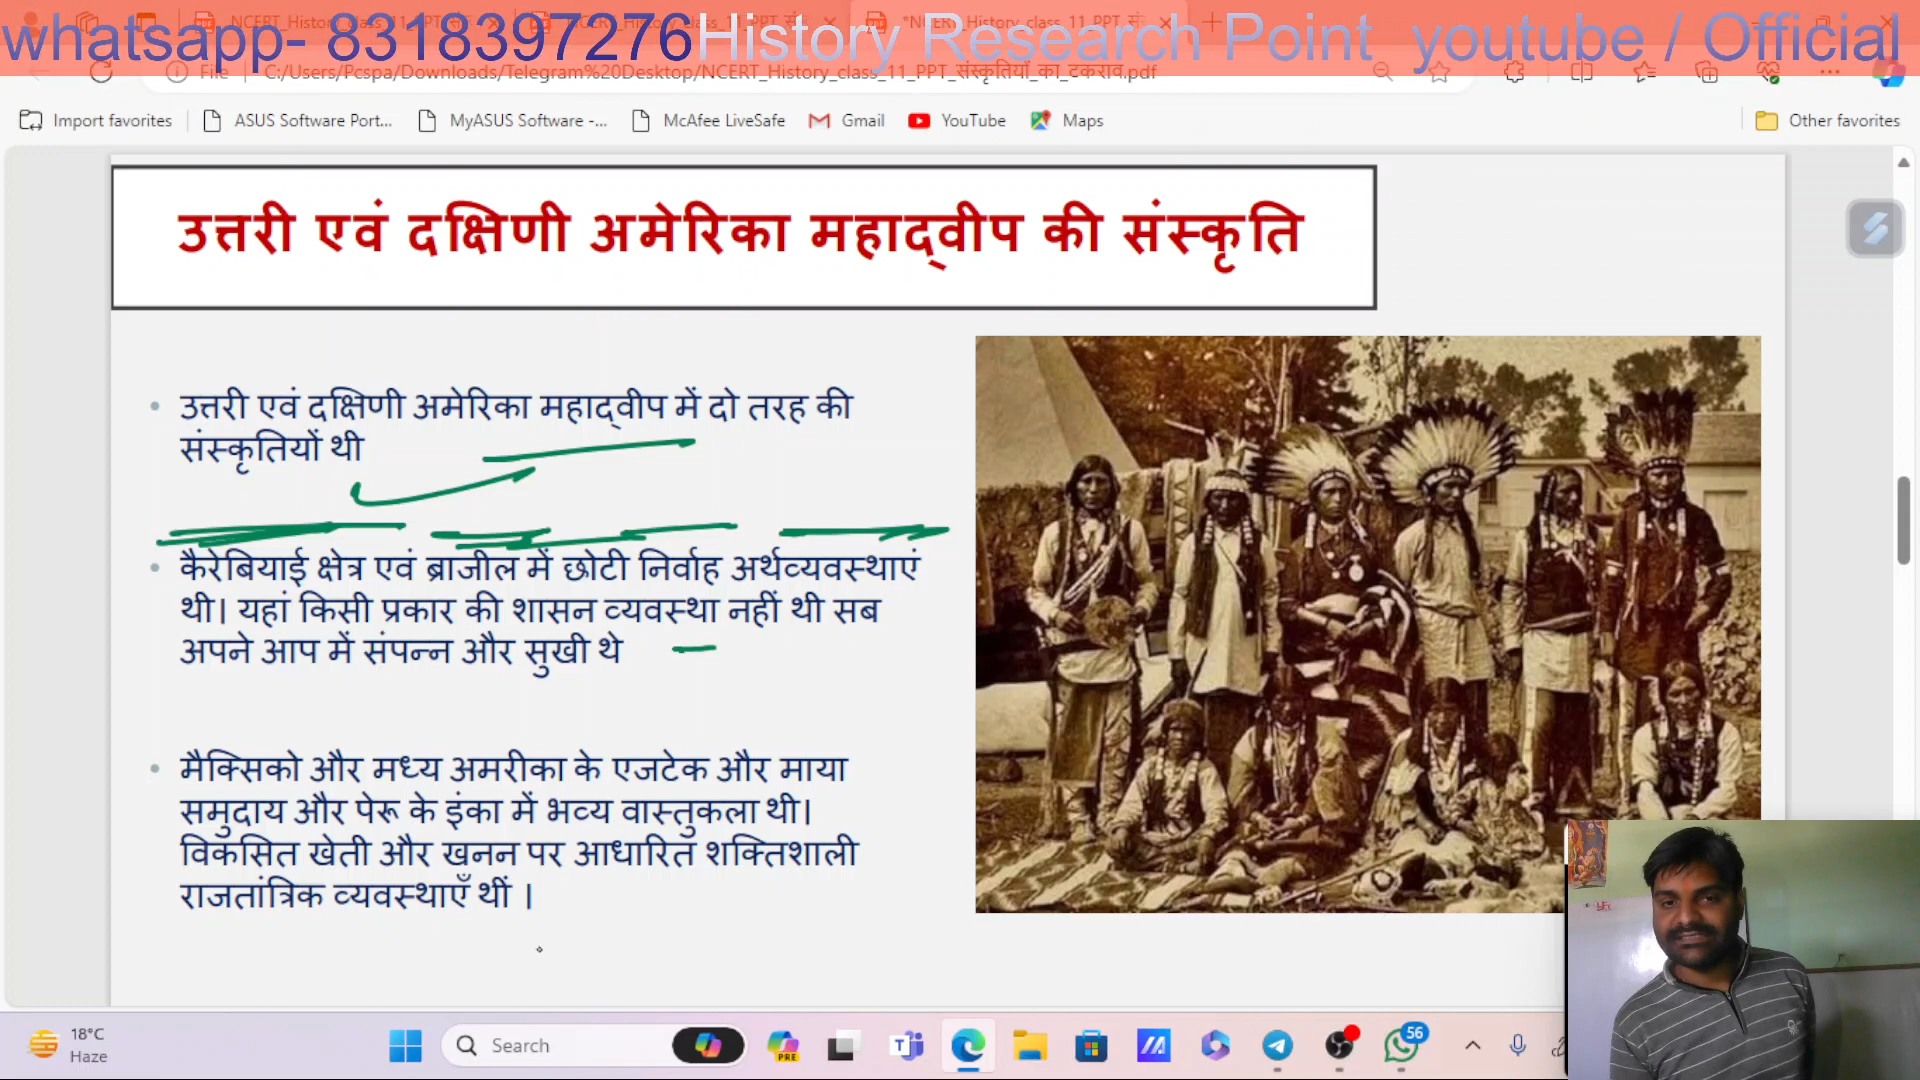 whatsapp- 8318397276 History Research Point youtube / Official
File C:/Users/Pcspa/Downloads/Telegram%20Desktop/NCERT_History_class_11_PPT_संस्कृतियों_का_टकराव.pdf
Import favorites ASUS Software Port... MyASUS Software -... McAfee LiveSafe Gmail YouTube Maps Other favorites
उत्तरी एवं दक्षिणी अमेरिका महाद्वीप की संस्कृति
• उत्तरी एवं दक्षिणी अमेरिका महाद्वीप में दो तरह की
संस्कृतियों थी
• कैरेबियाई क्षेत्र एवं ब्राजील में छोटी निर्वाह अर्थव्यवस्थाएं
थी। यहां किसी प्रकार की शासन व्यवस्था नहीं थी सब
अपने आप में संपन्न और सुखी थे
• मैक्सिको और मध्य अमरीका के एजटेक और माया
समुदाय और पेरू के इंका में भव्य वास्तुकला थी।
विकसित खेती और खनन पर आधारित शक्तिशाली
राजतांत्रिक व्यवस्थाएँ थीं ।
18°C
Haze
Search
PRE
56